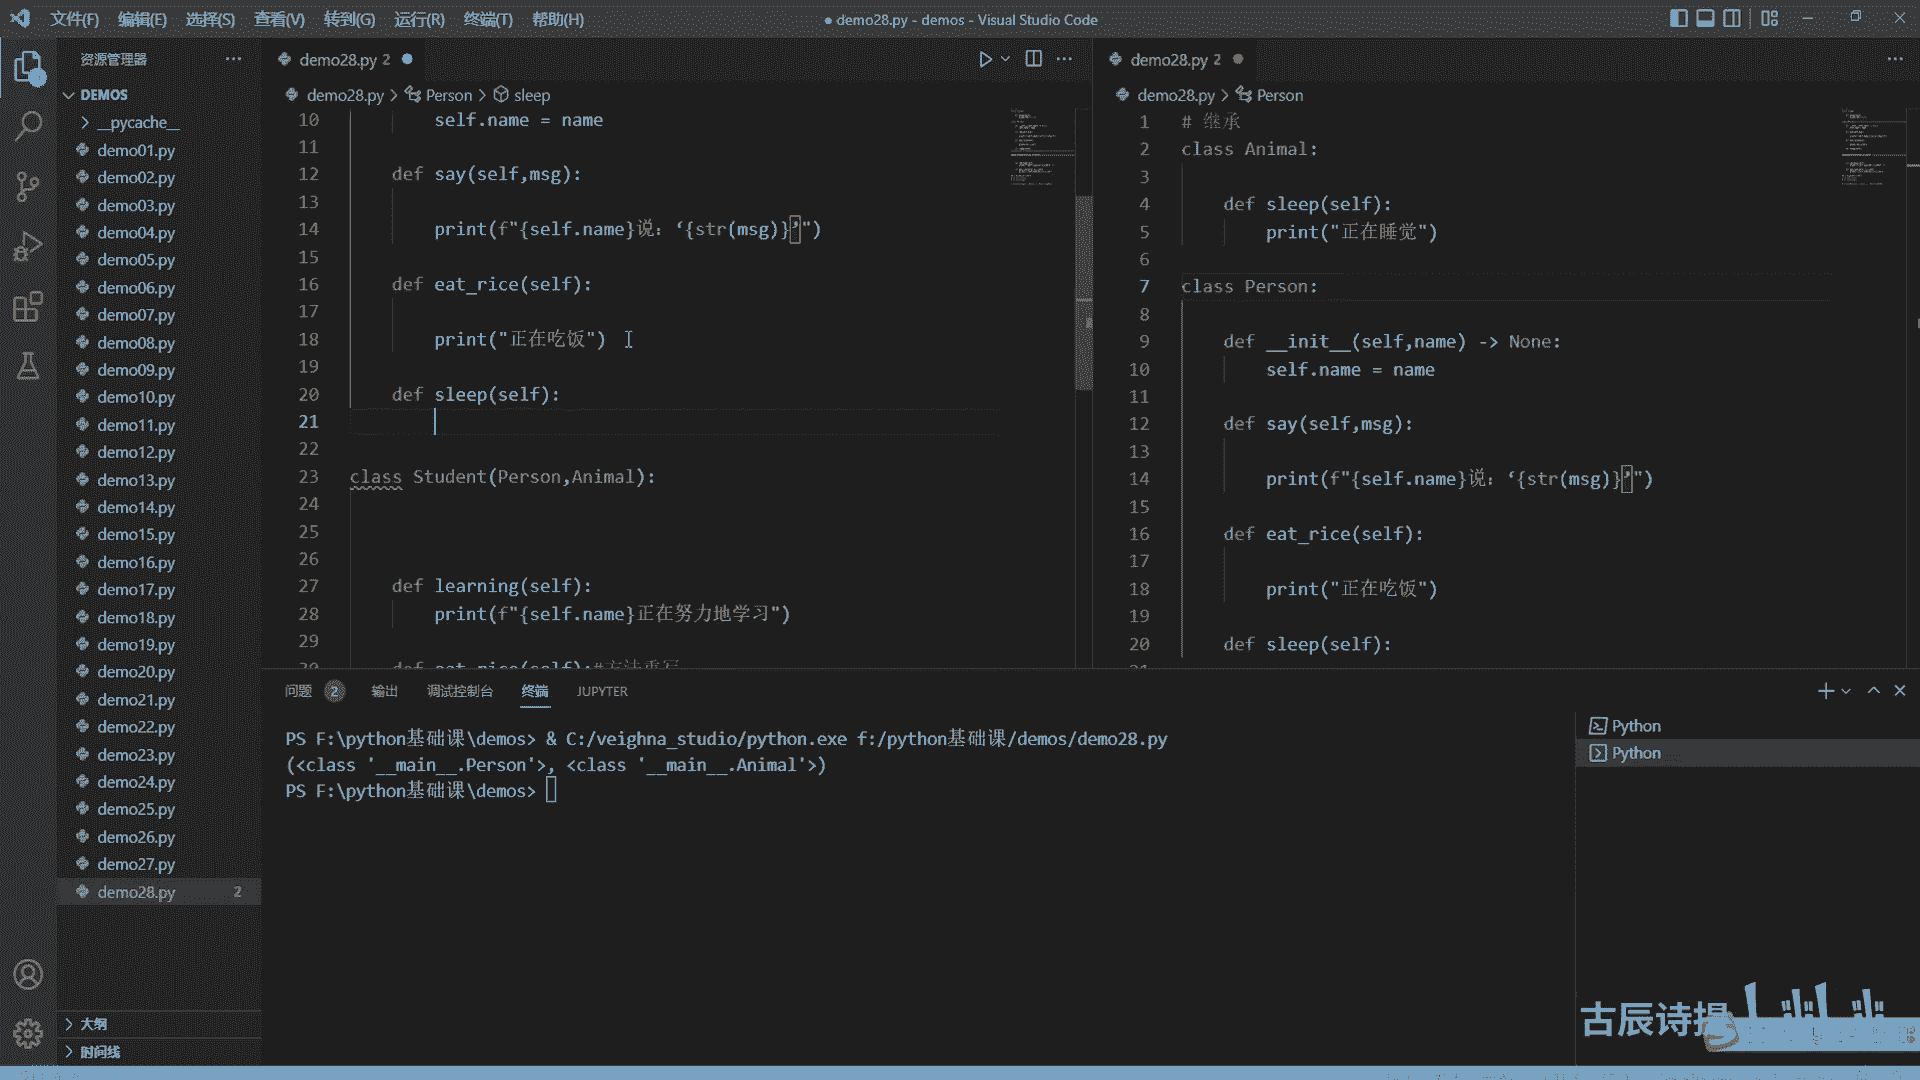 文件(F) 编辑(E) 选择(S) 查看(V) 转到(G) 运行(R) 终端(T) 帮助(H)
● demo28.py - demos - Visual Studio Code
资源管理器 ···
DEMOS
__pycache__
demo01.py
demo02.py
demo03.py
demo04.py
demo05.py
demo06.py
demo07.py
demo08.py
demo09.py
demo10.py
demo11.py
demo12.py
demo13.py
demo14.py
demo15.py
demo16.py
demo17.py
demo18.py
demo19.py
demo20.py
demo21.py
demo22.py
demo23.py
demo24.py
demo25.py
demo26.py
demo27.py
demo28.py 2
大纲
时间线
demo28.py 2 ●
demo28.py > Person > sleep
10 self.name = name
11
12 def say(self,msg):
13
14 print(f"{self.name}说：‘{str(msg)}’")
15
16 def eat_rice(self):
17
18 print("正在吃饭")
19
20 def sleep(self):
21
22
23 class Student(Person,Animal):
24
25
26
27 def learning(self):
28 print(f"{self.name}正在努力地学习")
29
30 def eat_rice(self):#方法重写
demo28.py 2 ●
demo28.py > Person
1 # 继承
2 class Animal:
3
4 def sleep(self):
5 print("正在睡觉")
6
7 class Person:
8
9 def __init__(self,name) -> None:
10 self.name = name
11
12 def say(self,msg):
13
14 print(f"{self.name}说：‘{str(msg)}’")
15
16 def eat_rice(self):
17
18 print("正在吃饭")
19
20 def sleep(self):
21
问题 2 输出 调试控制台 终端 JUPYTER
PS F:\python基础课\demos> & C:/veighna_studio/python.exe f:/python基础课/demos/demo28.py
(<class '__main__.Person'>, <class '__main__.Animal'>)
PS F:\python基础课\demos>
Python
Python
古辰诗